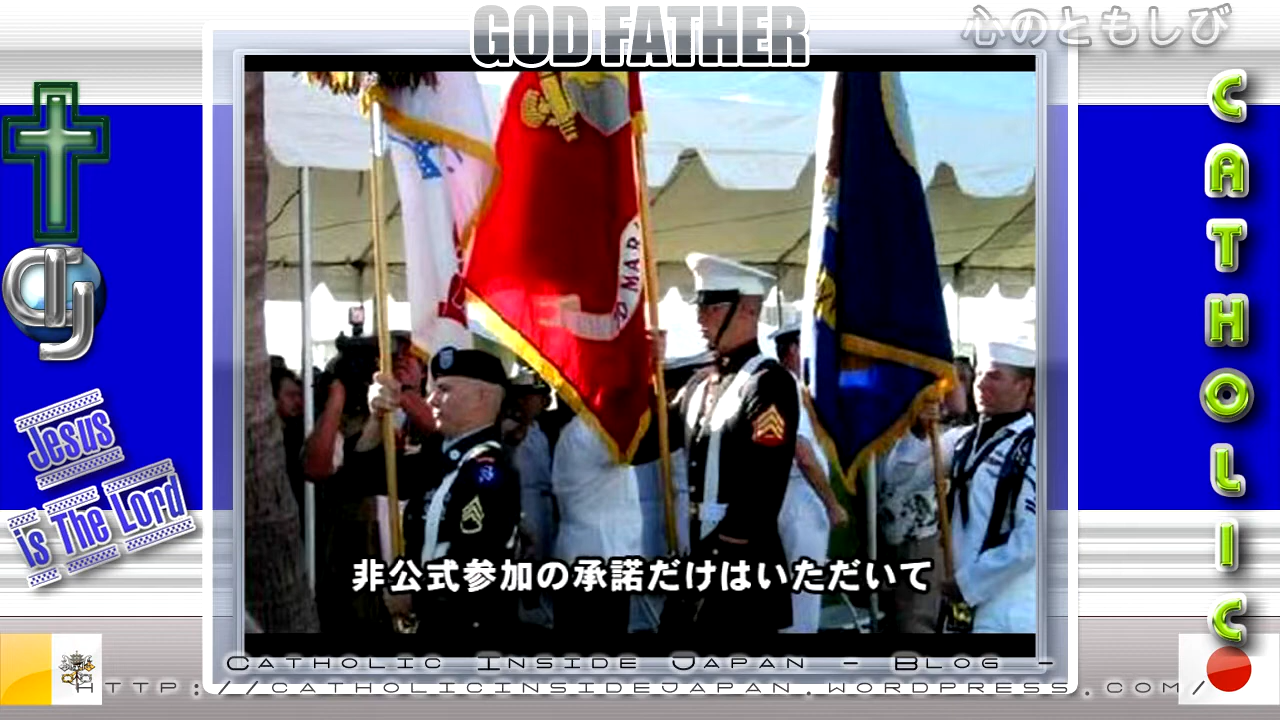 GOD FATHER
心のともしび
CATHOLIC
Jesus
is The Lord
MAR
非公式参加の承諾だけはいただいて
Catholic Inside Japan - Blog -
HTTP://CATHOLICINSIDEJAPAN.WORDPRESS.COM/